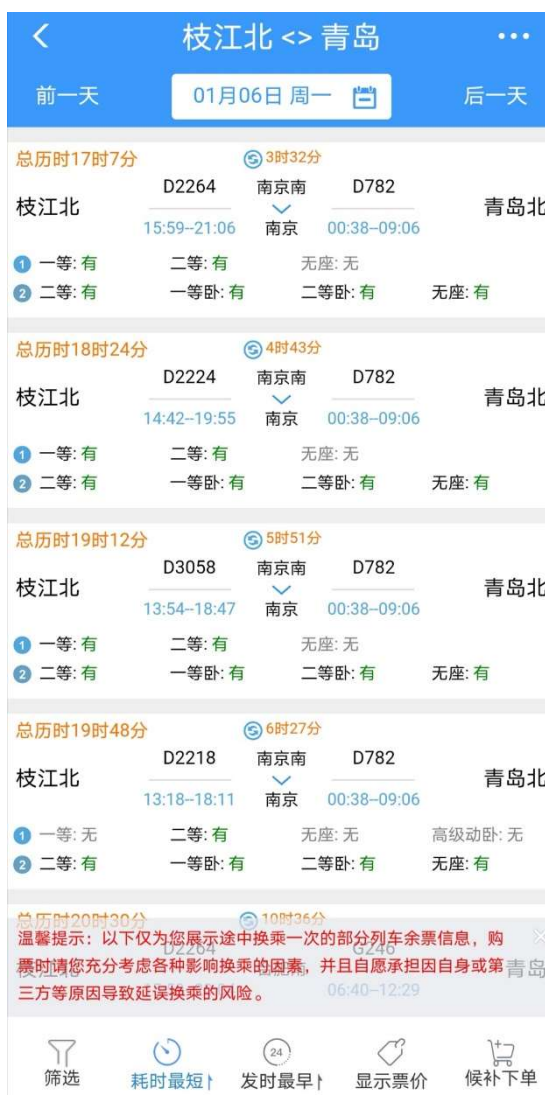 枝江北 <> 青岛
前一天 01月06日 周一 后一天
总历时17时7分 3时32分
D2264 南京南 D782
枝江北 青岛北
15:59--21:06 南京 00:38--09:06
1 一等: 有 二等: 有 无座: 无
2 二等: 有 一等卧: 有 二等卧: 有 无座: 有
总历时18时24分 4时43分
D2224 南京南 D782
枝江北 青岛北
14:42--19:55 南京 00:38--09:06
1 一等: 有 二等: 有 无座: 无
2 二等: 有 一等卧: 有 二等卧: 有 无座: 有
总历时19时12分 5时51分
D3058 南京南 D782
枝江北 青岛北
13:54--18:47 南京 00:38--09:06
1 一等: 有 二等: 有 无座: 无
2 二等: 有 一等卧: 有 二等卧: 有 无座: 有
总历时19时48分 6时27分
D2218 南京南 D782
枝江北 青岛北
13:18--18:11 南京 00:38--09:06
1 一等: 无 二等: 有 无座: 无 高级动卧: 无
2 二等: 有 一等卧: 有 二等卧: 有 无座: 有
总历时20时30分 10时36分
D2264 G246
青岛
06:40--12:29
温馨提示：以下仅为您展示途中换乘一次的部分列车余票信息，购
票时请您充分考虑各种影响换乘的因素，并且自愿承担因自身或第
三方等原因导致延误换乘的风险。
24
筛选 耗时最短 发时最早 显示票价 候补下单